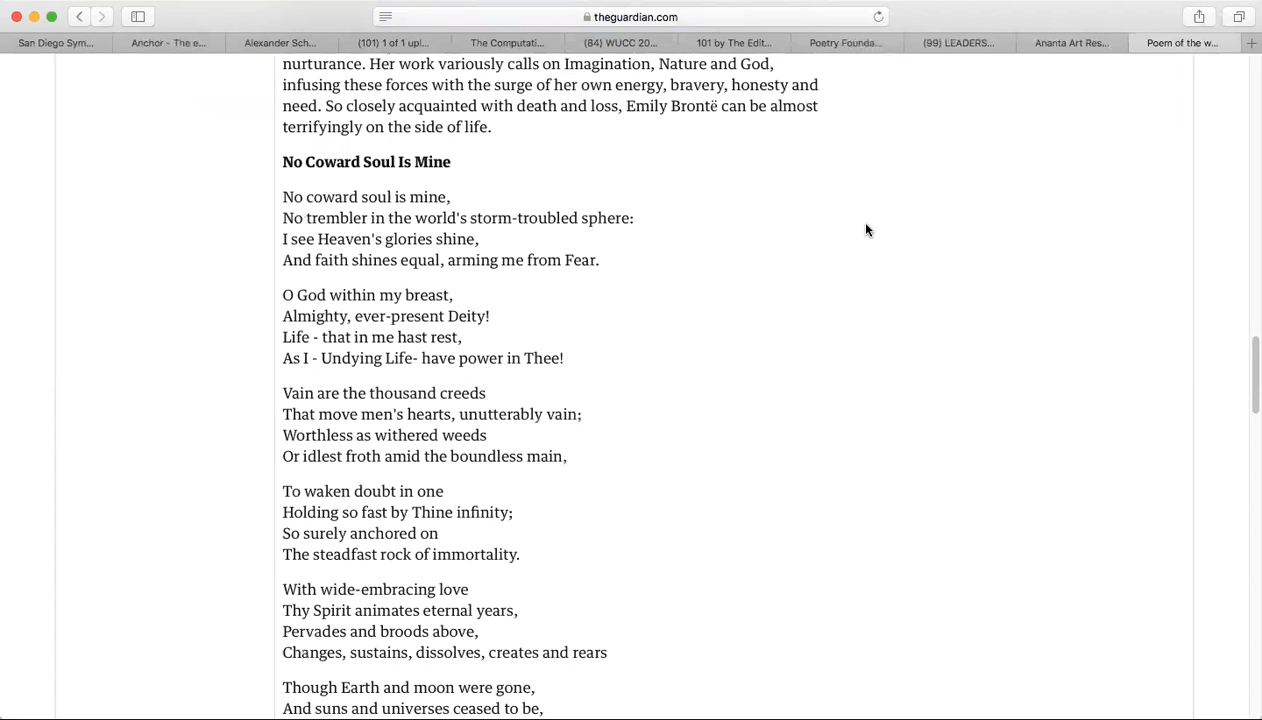 theguardian.com
San Diego Sym...
Anchor - The e...
Alexander Sch...
(101) 1 of 1 upl...
The Computati...
(84) WUCC 20...
101 by The Edit...
Poetry Founda...
(99) LEADERS...
Ananta Art Res...
Poem of the w...
nurturance. Her work variously calls on Imagination, Nature and God,
infusing these forces with the surge of her own energy, bravery, honesty and
need. So closely acquainted with death and loss, Emily Brontë can be almost
terrifyingly on the side of life.
No Coward Soul Is Mine
No coward soul is mine,
No trembler in the world's storm-troubled sphere:
I see Heaven's glories shine,
And faith shines equal, arming me from Fear.
O God within my breast,
Almighty, ever-present Deity!
Life - that in me hast rest,
As I - Undying Life- have power in Thee!
Vain are the thousand creeds
That move men's hearts, unutterably vain;
Worthless as withered weeds
Or idlest froth amid the boundless main,
To waken doubt in one
Holding so fast by Thine infinity;
So surely anchored on
The steadfast rock of immortality.
With wide-embracing love
Thy Spirit animates eternal years,
Pervades and broods above,
Changes, sustains, dissolves, creates and rears
Though Earth and moon were gone,
And suns and universes ceased to be,